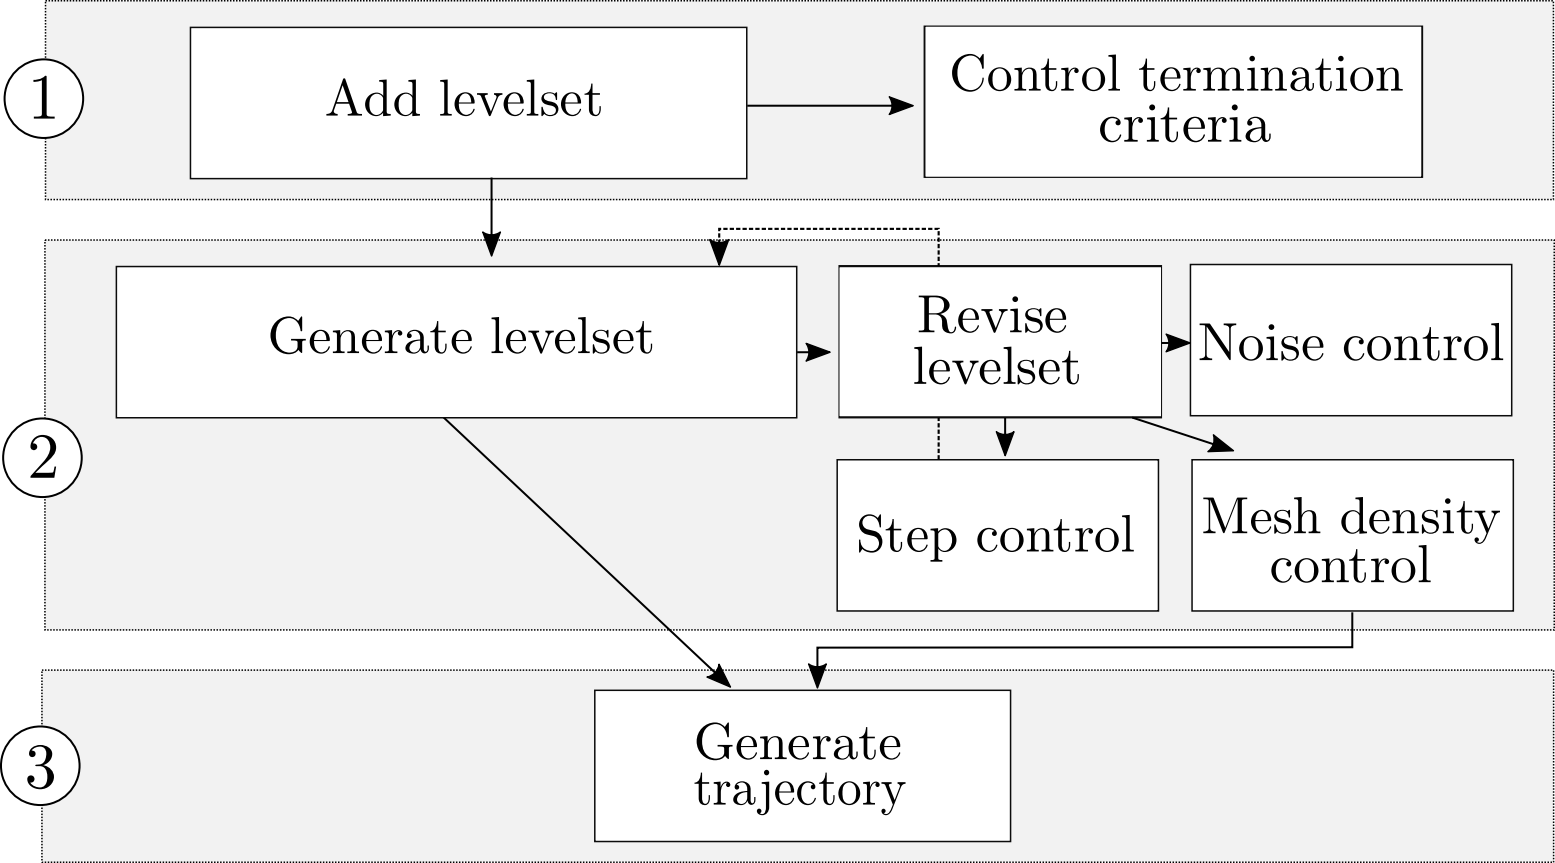 1
Add levelset
Control termination
criteria
2
Generate levelset
Revise
levelset
Noise control
Step control
Mesh density
control
3
Generate
trajectory